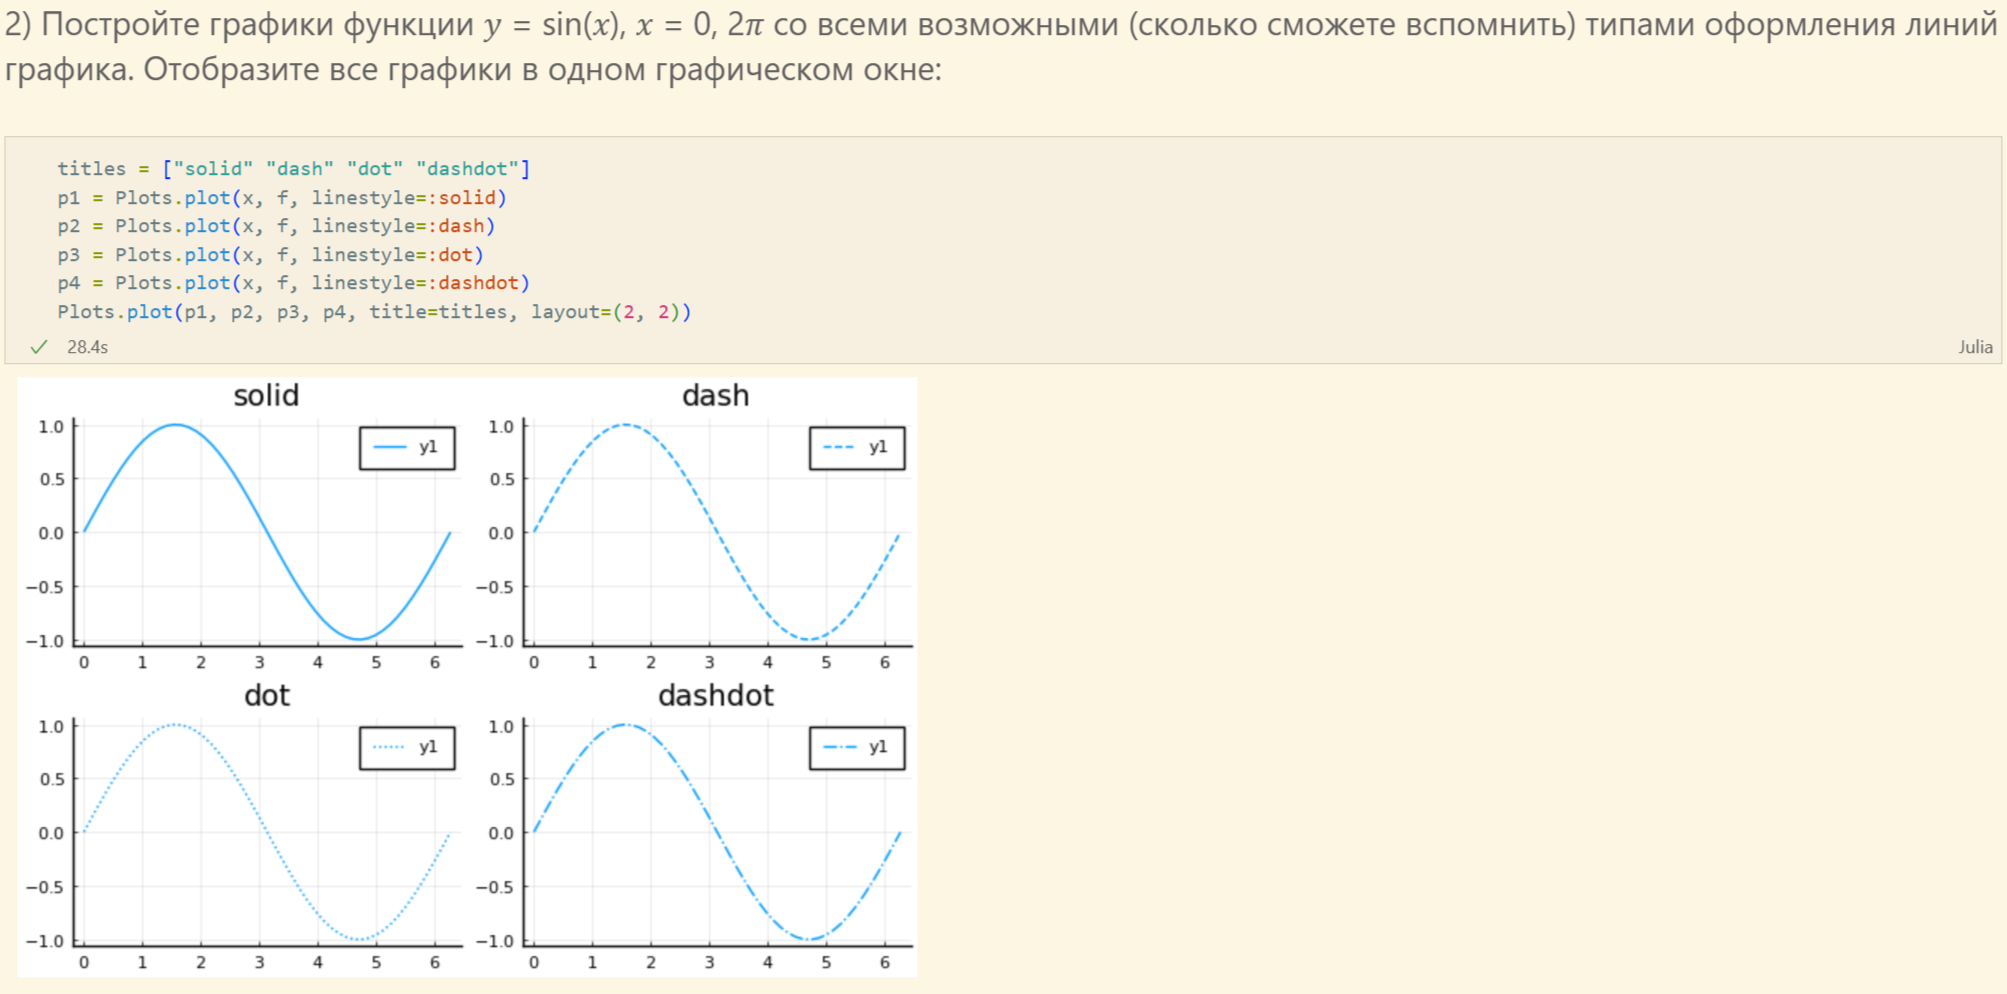 2) Постройте графики функции y = sin(x), x = 0, 2π со всеми возможными (сколько сможете вспомнить) типами оформления линий
графика. Отобразите все графики в одном графическом окне:
titles = ["solid" "dash" "dot" "dashdot"]
p1 = Plots.plot(x, f, linestyle=:solid)
p2 = Plots.plot(x, f, linestyle=:dash)
p3 = Plots.plot(x, f, linestyle=:dot)
p4 = Plots.plot(x, f, linestyle=:dashdot)
Plots.plot(p1, p2, p3, p4, title=titles, layout=(2, 2))
28.4s
Julia
solid
1.0
0.5
0.0
−0.5
−1.0
0 1 2 3 4 5 6
y1
dash
1.0
0.5
0.0
−0.5
−1.0
0 1 2 3 4 5 6
y1
dot
1.0
0.5
0.0
−0.5
−1.0
0 1 2 3 4 5 6
y1
dashdot
1.0
0.5
0.0
−0.5
−1.0
0 1 2 3 4 5 6
y1